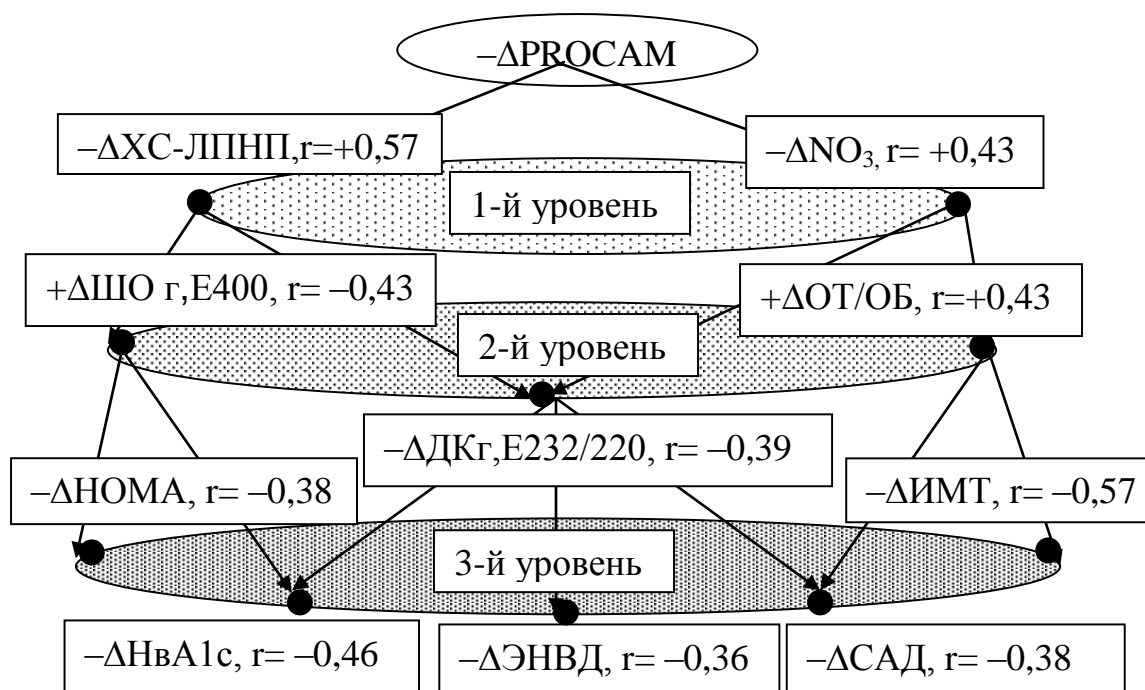 –ΔPROCAM
–ΔХС-ЛПНП,r=+0,57
–ΔNO₃, r= +0,43
1-й уровень
+ΔШО г,Е400, r= –0,43
+ΔОТ/ОБ, r=+0,43
2-й уровень
–ΔДКг,Е232/220, r= –0,39
–ΔНОМА, r= –0,38
–ΔИМТ, r= –0,57
3-й уровень
–ΔНвА1с, r= –0,46
–ΔЭНВД, r= –0,36
–ΔСАД, r= –0,38